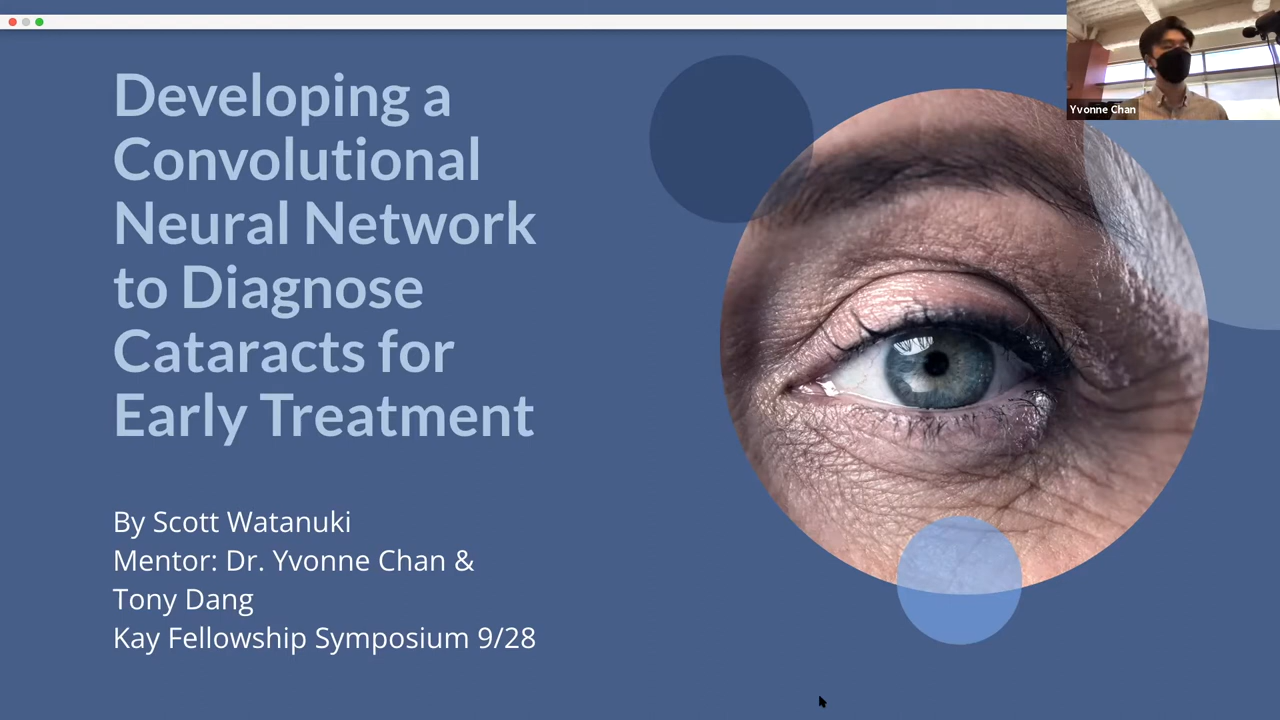 Developing a
Convolutional
Neural Network
to Diagnose
Cataracts for
Early Treatment
By Scott Watanuki
Mentor: Dr. Yvonne Chan &
Tony Dang
Kay Fellowship Symposium 9/28
Yvonne Chan